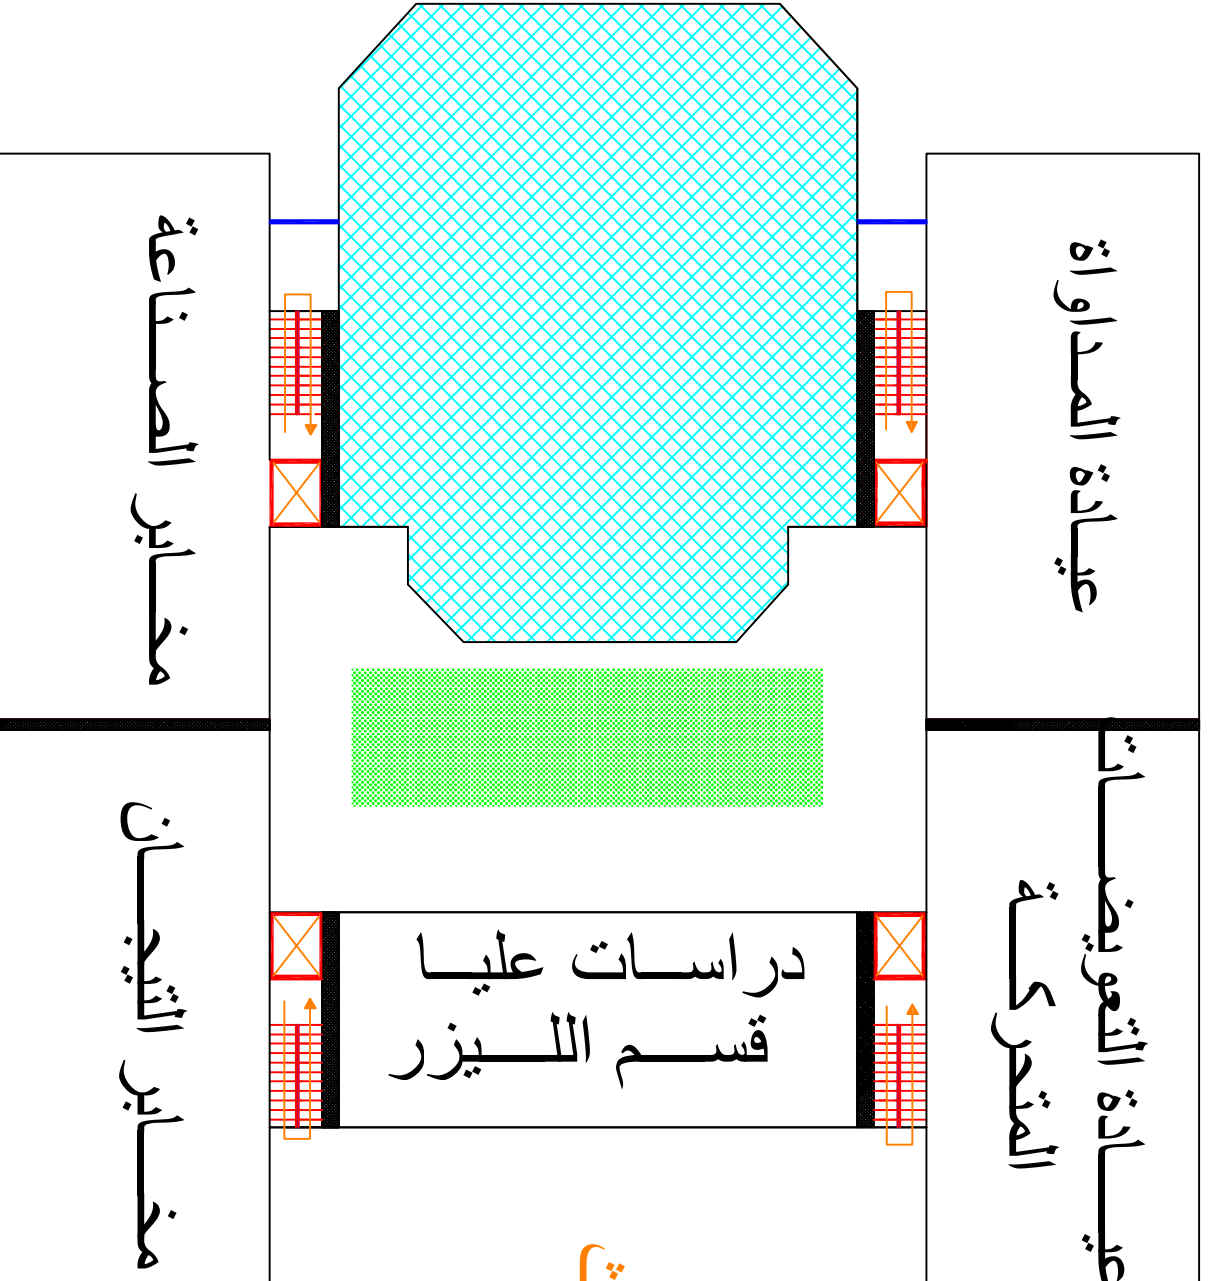 مخابر الصناعة
عيادة المداواة
مخابر التيجان
دراسات عليا
قسم الليزر
عيادة التعويضات
المتحركة